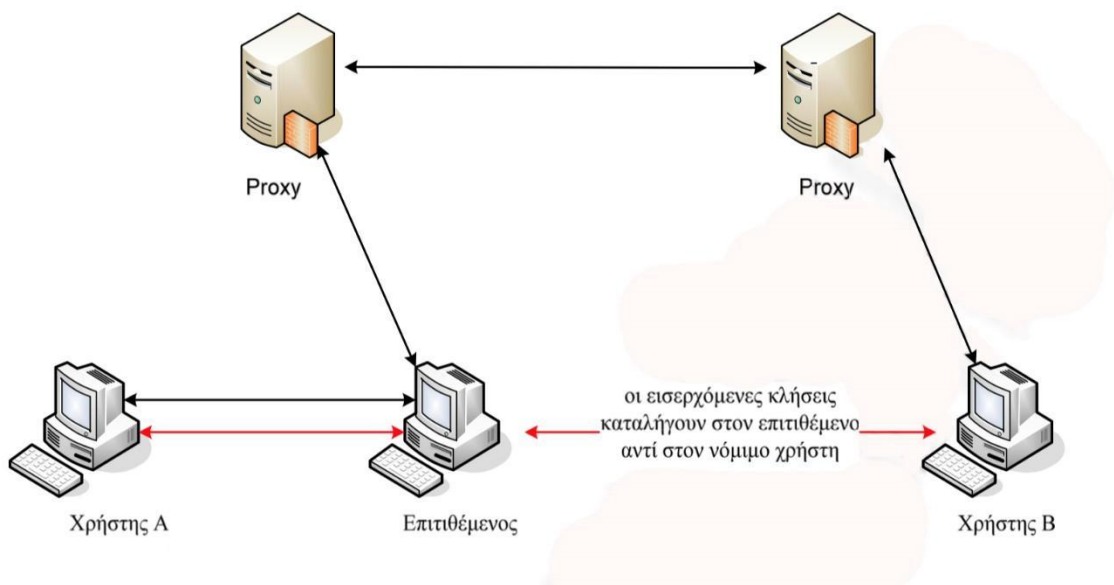 Proxy
Proxy
οι εισερχόμενες κλήσεις
καταλήγουν στον επιτιθέμενο
αντί στον νόμιμο χρήστη
Χρήστης Α
Επιτιθέμενος
Χρήστης Β